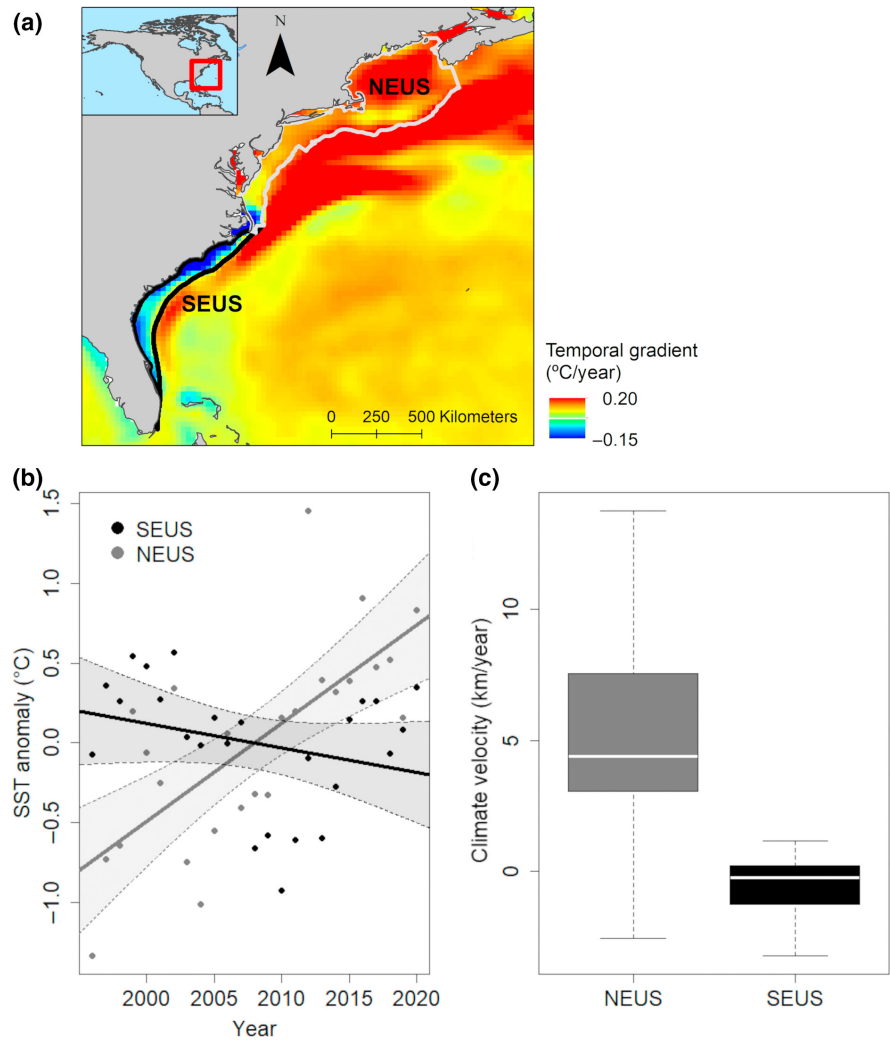 (a)
N
NEUS
SEUS
0 250 500 Kilometers
Temporal gradient
(°C/year)
0.20
−0.15
(b)
SEUS
NEUS
SST anomaly (°C)
1.5
1.0
0.5
0.0
−0.5
−1.0
2000 2005 2010 2015 2020
Year
(c)
Climate velocity (km/year)
10
5
0
NEUS SEUS